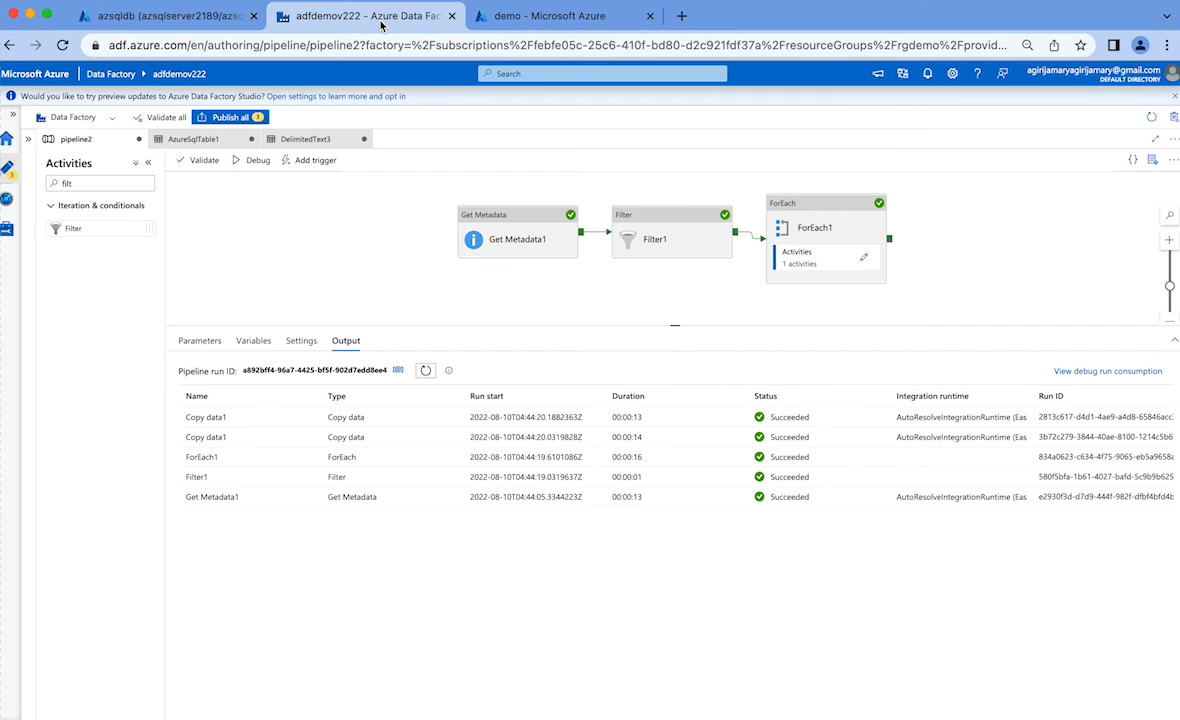 azsqldb (azsqlserver2189/azsq
adfdemov222 - Azure Data Fac
demo - Microsoft Azure
adf.azure.com/en/authoring/pipeline/pipeline2?factory=%2Fsubscriptions%2Ffebfe05c-25c6-410f-bd80-d2c921fdf37a%2FresourceGroups%2Frgdemo%2Fprovid...
Microsoft Azure
Data Factory
adfdemov222
Search
agirijamaryagirijamary@gmail.com
DEFAULT DIRECTORY
Would you like to try preview updates to Azure Data Factory Studio? Open settings to learn more and opt in
Data Factory
Validate all
Publish all 3
pipeline2
AzureSqlTable1
DelimitedText3
Activities
filt
Iteration & conditionals
Filter
Validate
Debug
Add trigger
Get Metadata
Get Metadata1
Filter
Filter1
ForEach
ForEach1
Activities
1 activities
Parameters
Variables
Settings
Output
Pipeline run ID: a892bff4-96a7-4425-bf5f-902d7edd8ee4
View debug run consumption
Name Type Run start Duration Status Integration runtime Run ID
Copy data1 Copy data 2022-08-10T04:44:20.1882363Z 00:00:13 Succeeded AutoResolveIntegrationRuntime (Eas 2813c617-d4d1-4ae9-a4d8-65846acc
Copy data1 Copy data 2022-08-10T04:44:20.0319828Z 00:00:14 Succeeded AutoResolveIntegrationRuntime (Eas 3b72c279-3844-40ae-8100-1214c5b6
ForEach1 ForEach 2022-08-10T04:44:19.6101086Z 00:00:16 Succeeded 834a0623-c634-4f75-9065-eb5a9658a
Filter1 Filter 2022-08-10T04:44:19.0319637Z 00:00:01 Succeeded 580f5bfa-1b61-4027-bafd-5c9b9b625
Get Metadata1 Get Metadata 2022-08-10T04:44:05.3344223Z 00:00:13 Succeeded AutoResolveIntegrationRuntime (Eas e2930f3d-d7d9-444f-982f-dfbf4bfd4b